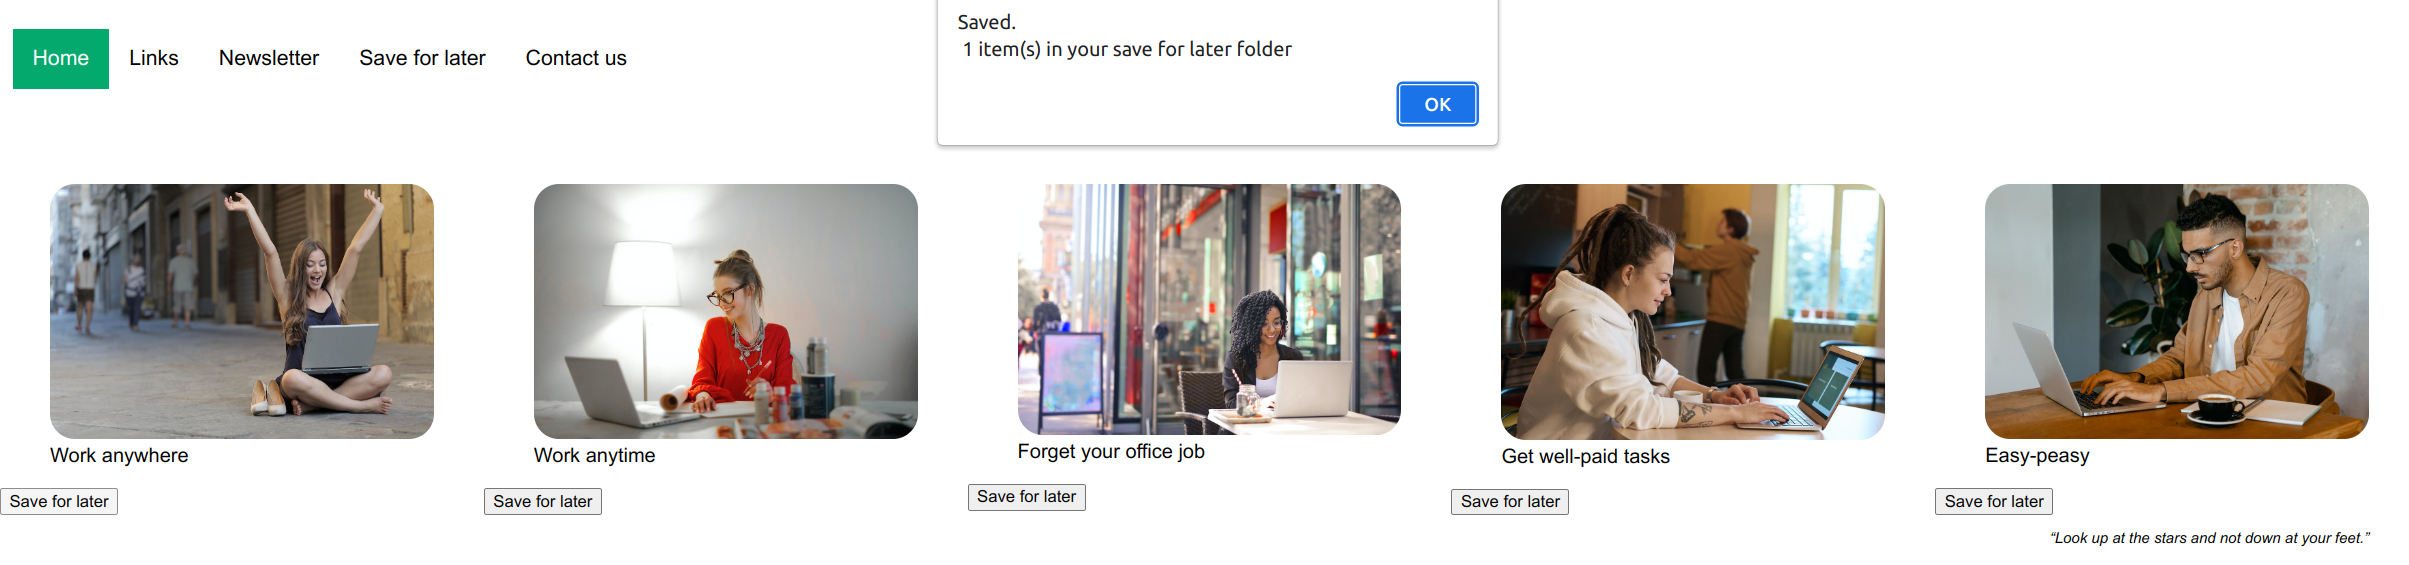 Saved.
1 item(s) in your save for later folder
OK
Home Links Newsletter Save for later Contact us
Work anywhere
Work anytime
Forget your office job
Get well-paid tasks
Easy-peasy
Save for later
Save for later
Save for later
Save for later
Save for later
“Look up at the stars and not down at your feet.”